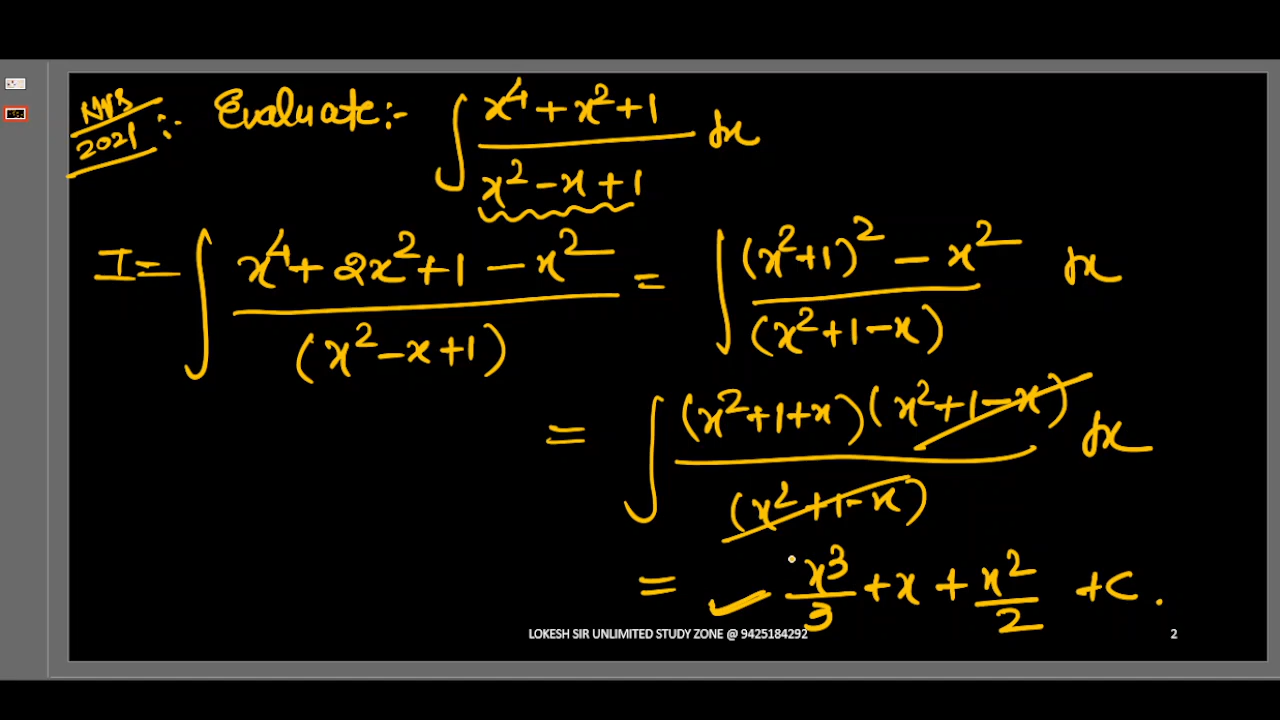 NVS
2021 :- Evaluate:- ∫ (x⁴ + x² + 1)/(x² - x + 1) dx
I = ∫ (x⁴ + 2x² + 1 - x²)/((x² - x + 1)) = ∫ ((x² + 1)² - x²)/((x² + 1 - x)) dx
= ∫ ((x² + 1 + x)(x² + 1 - x))/((x² + 1 - x)) dx
= x³/3 + x + x²/2 + C.
LOKESH SIR UNLIMITED STUDY ZONE @ 9425184292
2